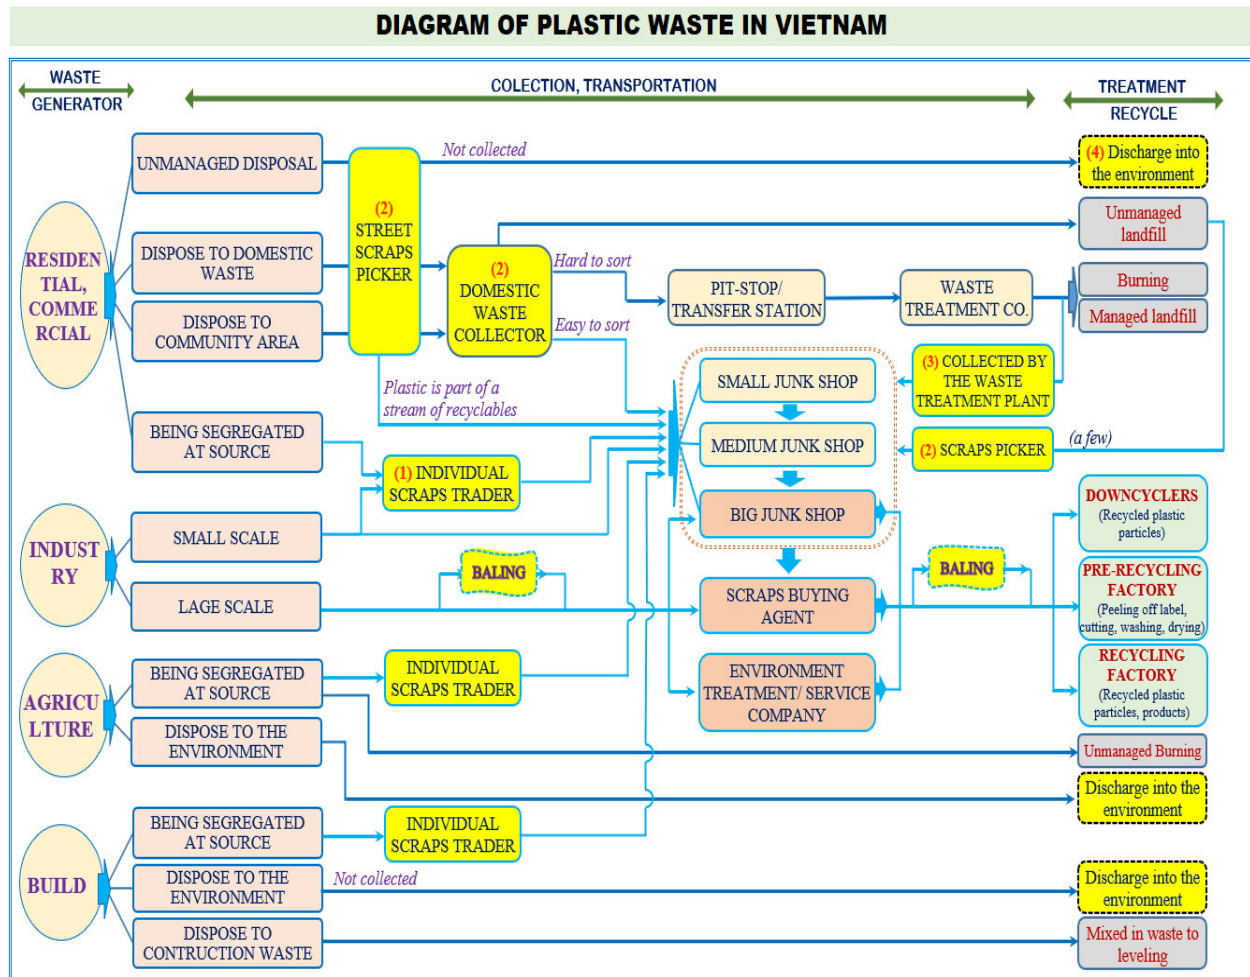 DIAGRAM OF PLASTIC WASTE IN VIETNAM
WASTE
GENERATOR
COLECTION, TRANSPORTATION
TREATMENT
RECYCLE
RESIDEN
TIAL,
COMME
RCIAL
UNMANAGED DISPOSAL
DISPOSE TO DOMESTIC
WASTE
DISPOSE TO
COMMUNITY AREA
BEING SEGREGATED
AT SOURCE
(2)
STREET
SCRAPS
PICKER
Not collected
(2)
DOMESTIC
WASTE
COLLECTOR
Hard to sort
Easy to sort
Plastic is part of a
stream of recyclables
PIT-STOP/
TRANSFER STATION
WASTE
TREATMENT CO.
(4) Discharge into
the environment
Unmanaged
landfill
Burning
Managed landfill
SMALL JUNK SHOP
MEDIUM JUNK SHOP
BIG JUNK SHOP
(3) COLLECTED BY
THE WASTE
TREATMENT PLANT
(2) SCRAPS PICKER
(a few)
(1) INDIVIDUAL
SCRAPS TRADER
INDUST
RY
SMALL SCALE
LAGE SCALE
BALING
SCRAPS BUYING
AGENT
ENVIRONMENT
TREATMENT/ SERVICE
COMPANY
BALING
DOWNCYCLERS
(Recycled plastic
particles)
PRE-RECYCLING
FACTORY
(Peeling off label,
cutting, washing, drying)
RECYCLING
FACTORY
(Recycled plastic
particles, products)
AGRICU
LTURE
BEING SEGREGATED
AT SOURCE
DISPOSE TO THE
ENVIRONMENT
INDIVIDUAL
SCRAPS TRADER
Unmanaged Burning
Discharge into the
environment
BUILD
BEING SEGREGATED
AT SOURCE
DISPOSE TO THE
ENVIRONMENT
DISPOSE TO
CONTRUCTION WASTE
INDIVIDUAL
SCRAPS TRADER
Not collected
Discharge into the
environment
Mixed in waste to
leveling